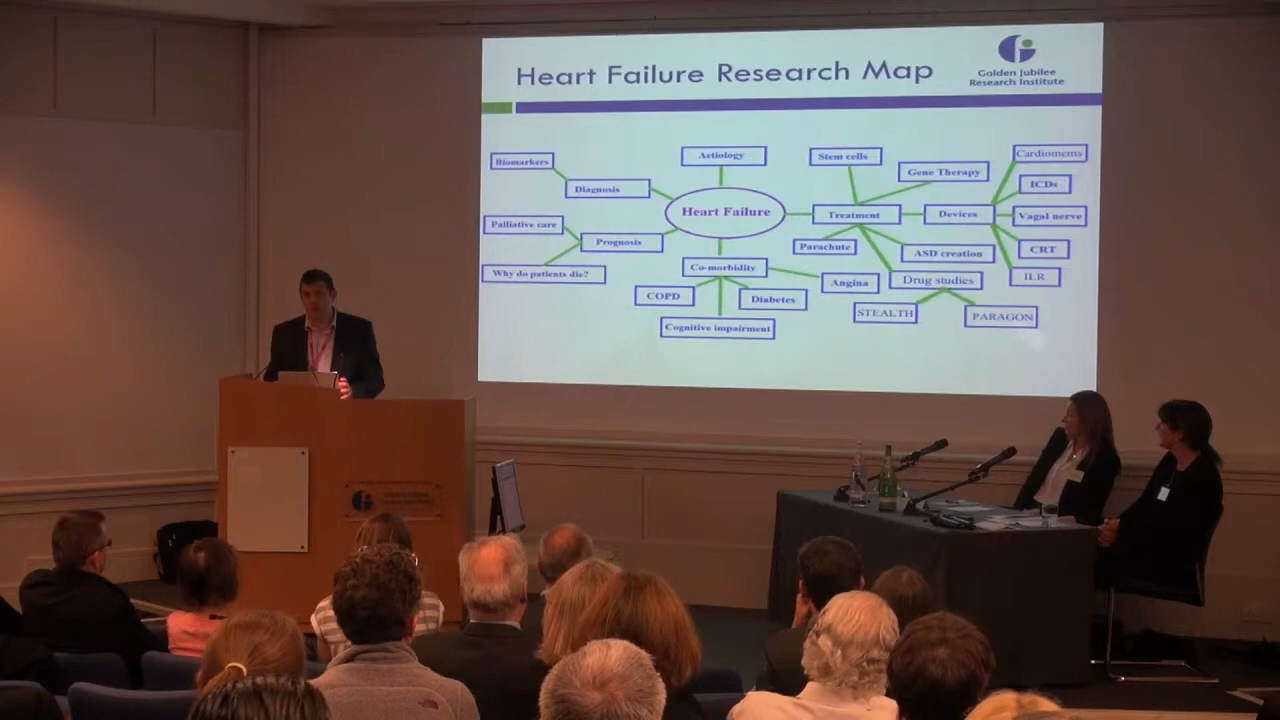 Heart Failure Research Map
Golden Jubilee
Research Institute
Biomarkers
Diagnosis
Palliative care
Prognosis
Why do patients die?
Aetiology
Heart Failure
Co-morbidity
COPD
Diabetes
Cognitive impairment
Angina
Stem cells
Gene Therapy
Treatment
Devices
Parachute
ASD creation
Drug studies
STEALTH
PARAGON
Cardiomems
ICDs
Vagal nerve
CRT
ILR